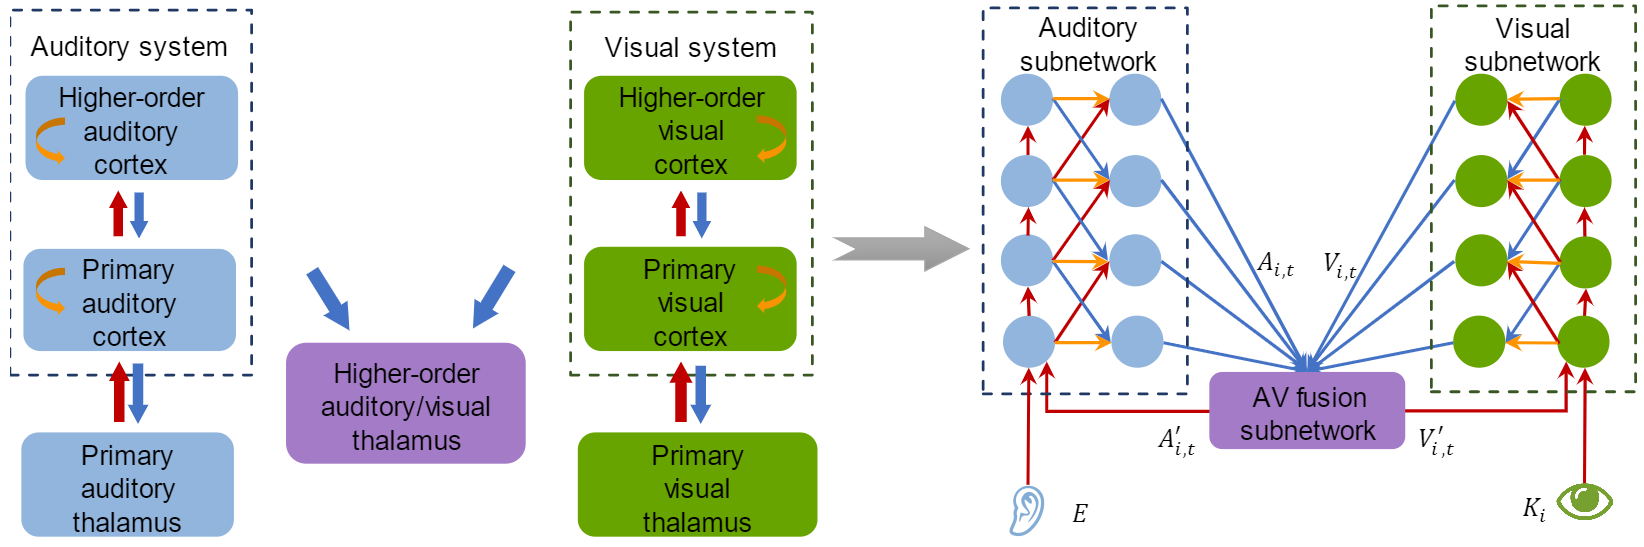 Auditory system
Higher-order
auditory
cortex
Primary
auditory
cortex
Primary
auditory
thalamus
Higher-order
auditory/visual
thalamus
Visual system
Higher-order
visual
cortex
Primary
visual
cortex
Primary
visual
thalamus
Auditory
subnetwork
A_{i,t}
V_{i,t}
AV fusion
subnetwork
A'_{i,t}
V'_{i,t}
E
Visual
subnetwork
K_i